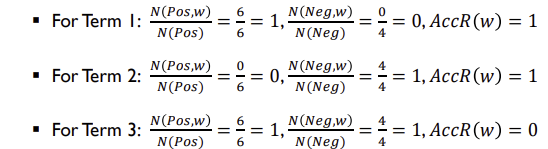 ▪ For Term 1: N(Pos,w)/N(Pos) = 6/6 = 1, N(Neg,w)/N(Neg) = 0/4 = 0, AccR(w) = 1
▪ For Term 2: N(Pos,w)/N(Pos) = 0/6 = 0, N(Neg,w)/N(Neg) = 4/4 = 1, AccR(w) = 1
▪ For Term 3: N(Pos,w)/N(Pos) = 6/6 = 1, N(Neg,w)/N(Neg) = 4/4 = 1, AccR(w) = 0